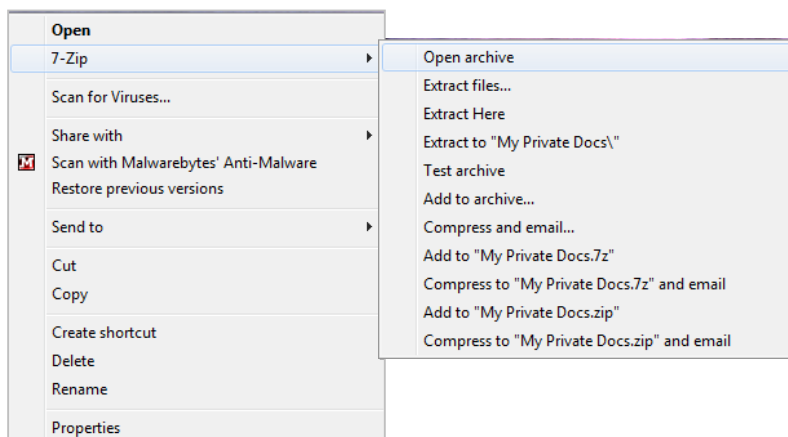 Open
7-Zip
Scan for Viruses...
Share with
M Scan with Malwarebytes' Anti-Malware
Restore previous versions
Send to
Cut
Copy
Create shortcut
Delete
Rename
Properties
Open archive
Extract files...
Extract Here
Extract to "My Private Docs\"
Test archive
Add to archive...
Compress and email...
Add to "My Private Docs.7z"
Compress to "My Private Docs.7z" and email
Add to "My Private Docs.zip"
Compress to "My Private Docs.zip" and email